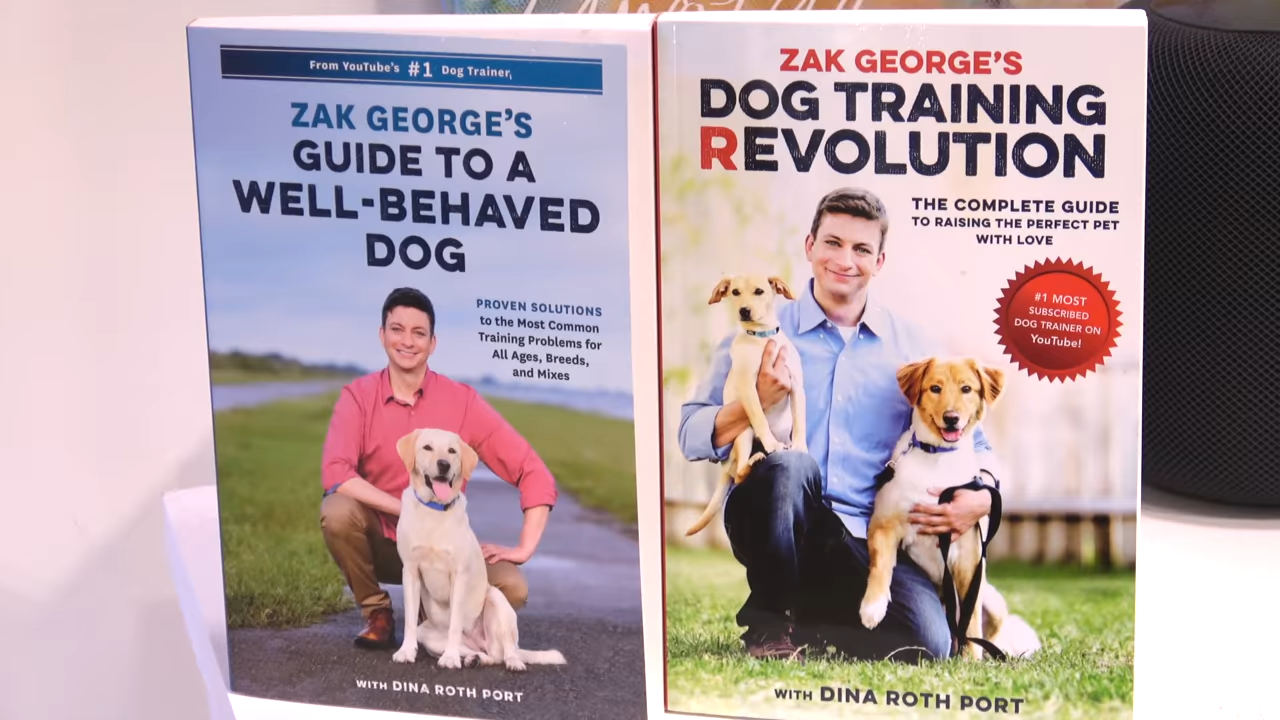 From YouTube's #1 Dog Trainer,
ZAK GEORGE'S
GUIDE TO A
WELL-BEHAVED
DOG
PROVEN SOLUTIONS
to the Most Common
Training Problems for
All Ages, Breeds,
and Mixes
WITH DINA ROTH PORT
ZAK GEORGE'S
DOG TRAINING
REVOLUTION
THE COMPLETE GUIDE
TO RAISING THE PERFECT PET
WITH LOVE
#1 MOST
SUBSCRIBED
DOG TRAINER ON
YouTube!
WITH DINA ROTH PORT